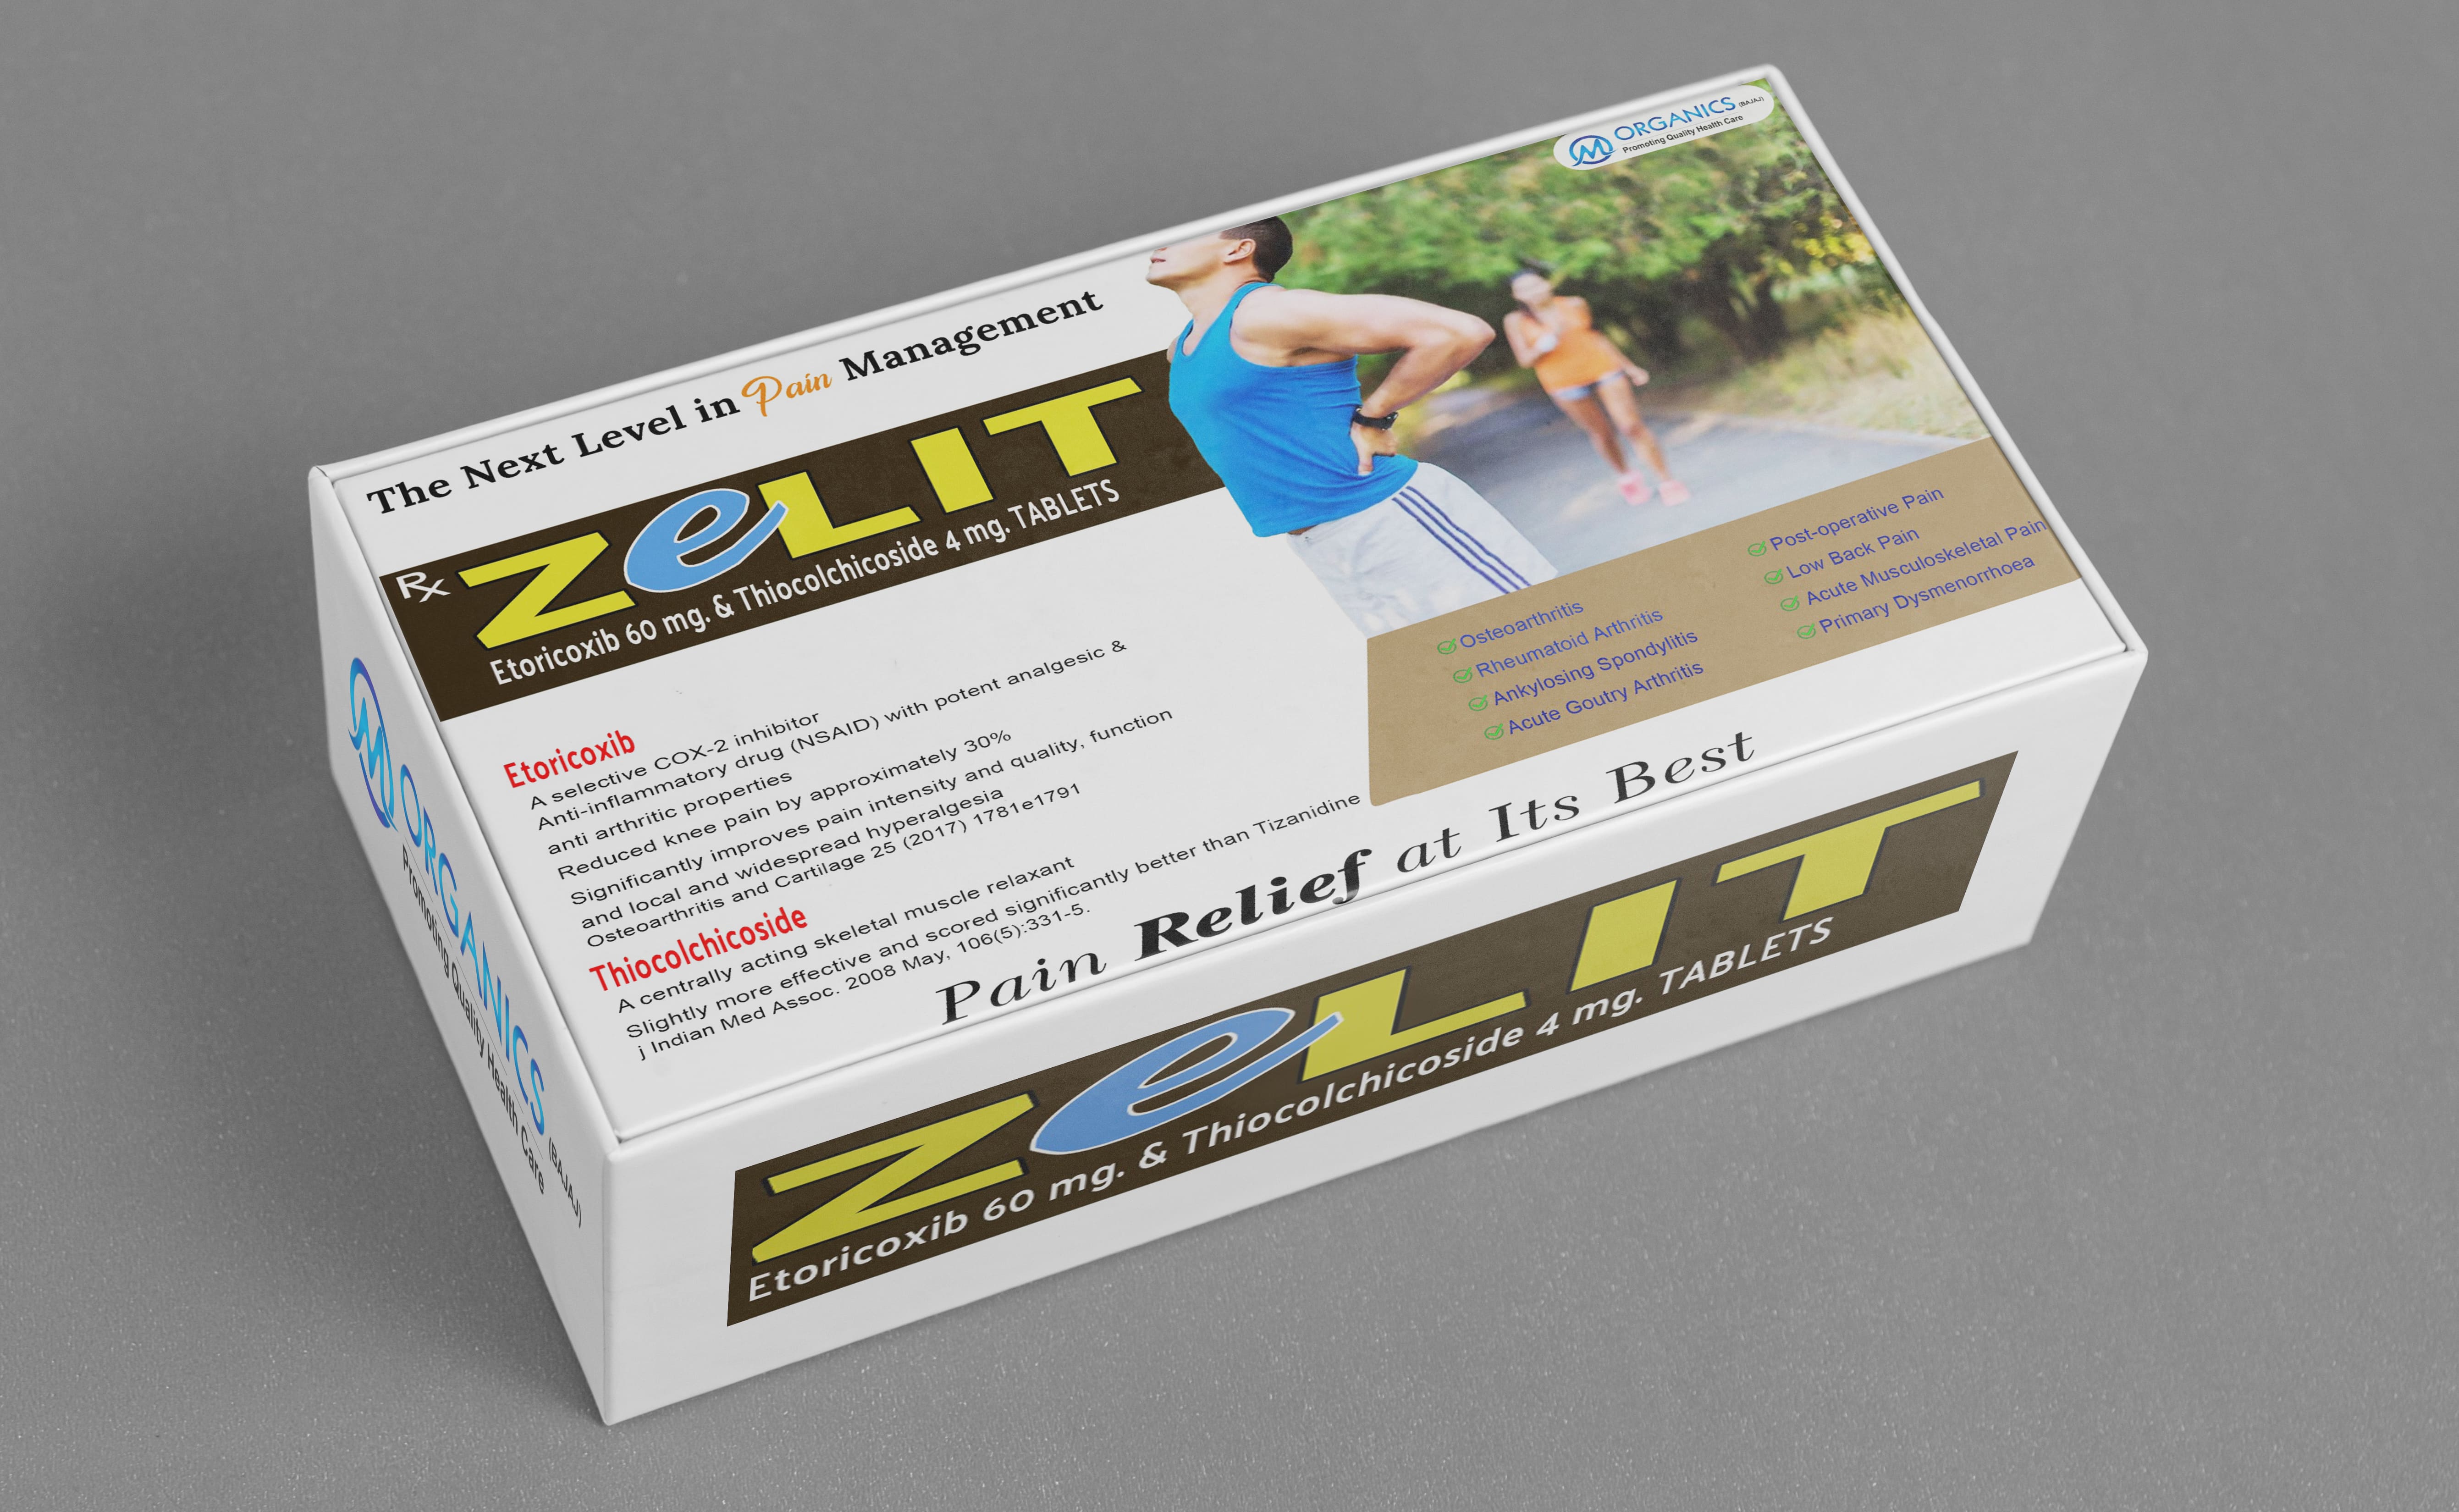 M ORGANICS (BAJAJ)
Promoting Quality Health Care
The Next Level in Pain Management
Rx ZeLIT
Etoricoxib 60 mg. & Thiocolchicoside 4 mg. TABLETS
Etoricoxib
A selective COX-2 inhibitor
Anti-inflammatory drug (NSAID) with potent analgesic &
anti arthritic properties
Reduced knee pain by approximately 30%
Significantly improves pain intensity and quality, function
and local and widespread hyperalgesia
Osteoarthritis and Cartilage 25 (2017) 1781e1791
Thiocolchicoside
A centrally acting skeletal muscle relaxant
Slightly more effective and scored significantly better than Tizanidine
j Indian Med Assoc. 2008 May, 106(5):331-5.
Osteoarthritis
Rheumatoid Arthritis
Ankylosing Spondylitis
Acute Goutry Arthritis
Post-operative Pain
Low Back Pain
Acute Musculoskeletal Pain
Primary Dysmenorrhoea
Pain Relief at Its Best
ZeLIT
Etoricoxib 60 mg. & Thiocolchicoside 4 mg. TABLETS
M ORGANICS (BAJAJ)
Promoting Quality Health Care